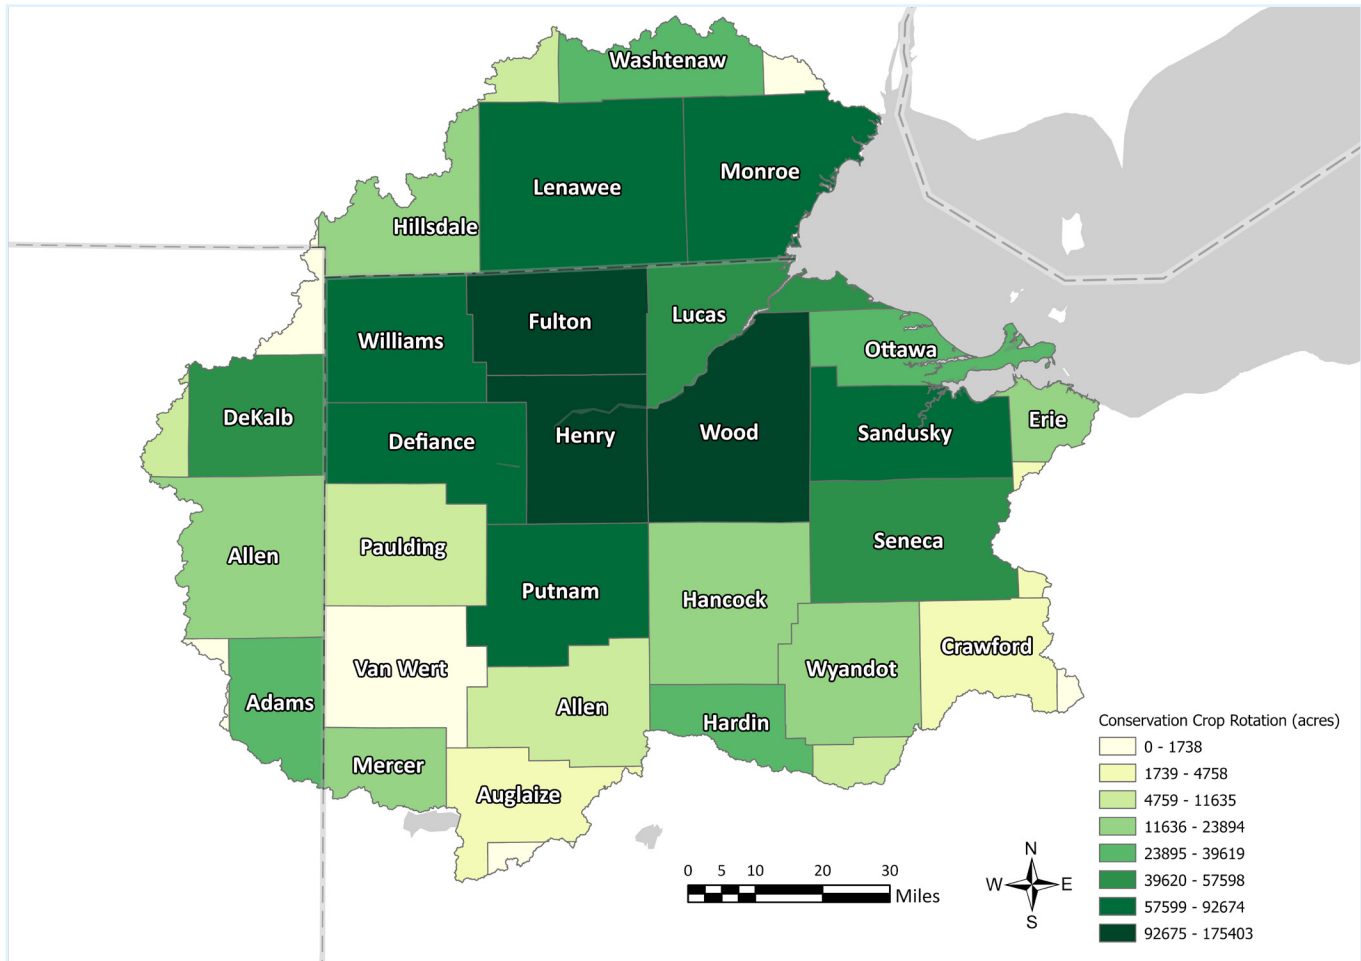 Washtenaw
Monroe
Lenawee
Hillsdale
Lucas
Fulton
Williams
Ottawa
DeKalb
Erie
Wood
Sandusky
Henry
Defiance
Seneca
Paulding
Allen
Putnam
Hancock
Crawford
Van Wert
Wyandot
Adams
Allen
Hardin
Mercer
Auglaize
Conservation Crop Rotation (acres)
0 - 1738
1739 - 4758
4759 - 11635
11636 - 23894
23895 - 39619
39620 - 57598
57599 - 92674
92675 - 175403
0 5 10 20 30
Miles
N
W E
S